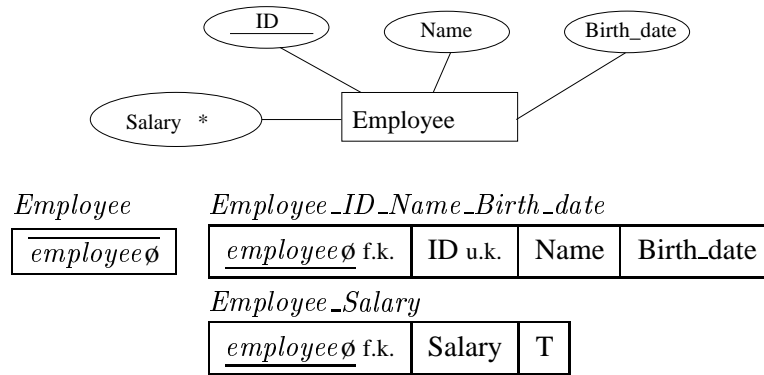 ID
Name
Birth_date
Salary *
Employee
Employee Employee_ID_Name_Birth_date
employeeø employeeø f.k. ID u.k. Name Birth_date
Employee_Salary
employeeø f.k. Salary T